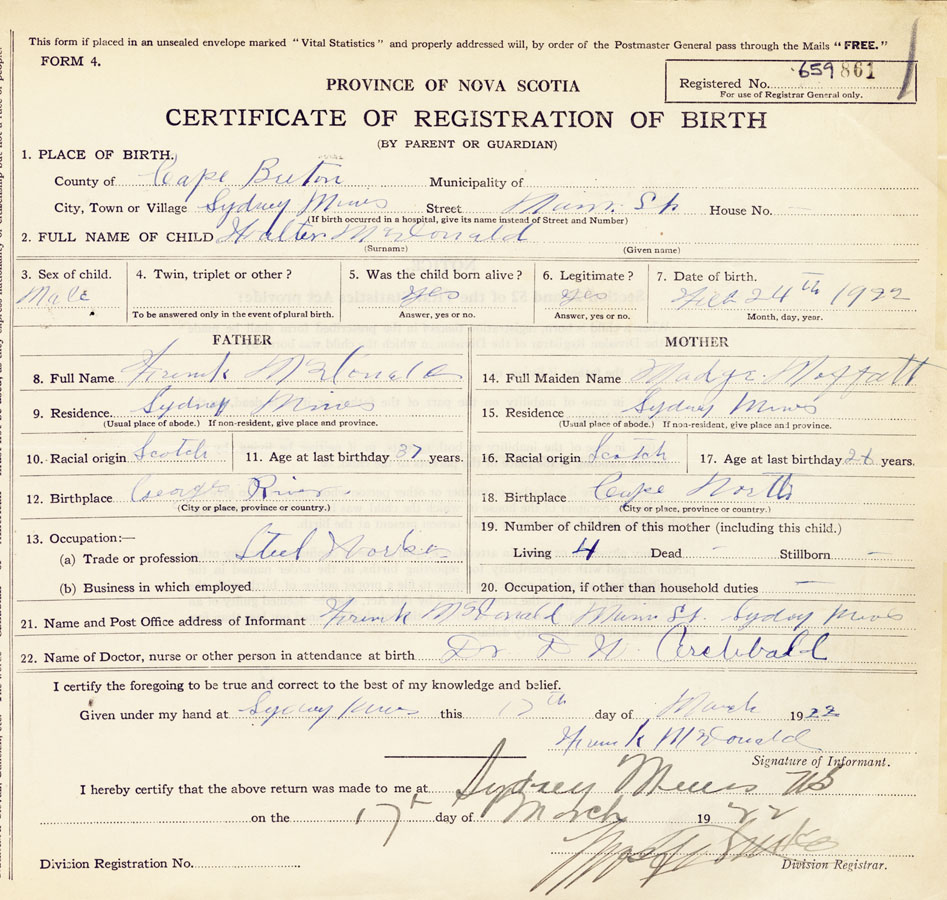 This form if placed in an unsealed envelope marked "Vital Statistics" and properly addressed will, by order of the Postmaster General pass through the Mails "FREE."
FORM 4.
Registered No. 659861
For use of Registrar General only.
PROVINCE OF NOVA SCOTIA
CERTIFICATE OF REGISTRATION OF BIRTH
(BY PARENT OR GUARDIAN)
1. PLACE OF BIRTH.
County of Cape Breton Municipality of
City, Town or Village Sydney Mines Street Main St House No. —
(If birth occurred in a hospital, give its name instead of Street and Number)
2. FULL NAME OF CHILD Walter McDonald
(Surname) (Given name)
3. Sex of child. 4. Twin, triplet or other? 5. Was the child born alive? 6. Legitimate? 7. Date of birth.
Male yes yes Feb 24th 1922
To be answered only in the event of plural birth. Answer, yes or no. Answer, yes or no. Month, day, year.
FATHER MOTHER
8. Full Name Frank McDonald 14. Full Maiden Name Madge Moffatt
9. Residence. Sydney Mines 15. Residence Sydney Mines
(Usual place of abode.) If non-resident, give place and province. (Usual place of abode.) If non-resident, give place and province.
10. Racial origin Scotch 11. Age at last birthday 37 years. 16. Racial origin Scotch 17. Age at last birthday years.
12. Birthplace Georges River 18. Birthplace Cape North
(City or place, province or country.) (City or place, province or country.)
13. Occupation:— 19. Number of children of this mother (including this child.)
(a) Trade or profession Steel Worker Living 4 Dead — Stillborn —
(b) Business in which employed 20. Occupation, if other than household duties —
21. Name and Post Office address of Informant Frank McDonald Main St. Sydney Mines
22. Name of Doctor, nurse or other person in attendance at birth Dr Archbald
I certify the foregoing to be true and correct to the best of my knowledge and belief.
Given under my hand at Sydney Mines this 17th day of March 1922
Frank McDonald
Signature of Informant.
I hereby certify that the above return was made to me at Sydney Mines NS
on the 17th day of March 1922
Division Registration No. Division Registrar.